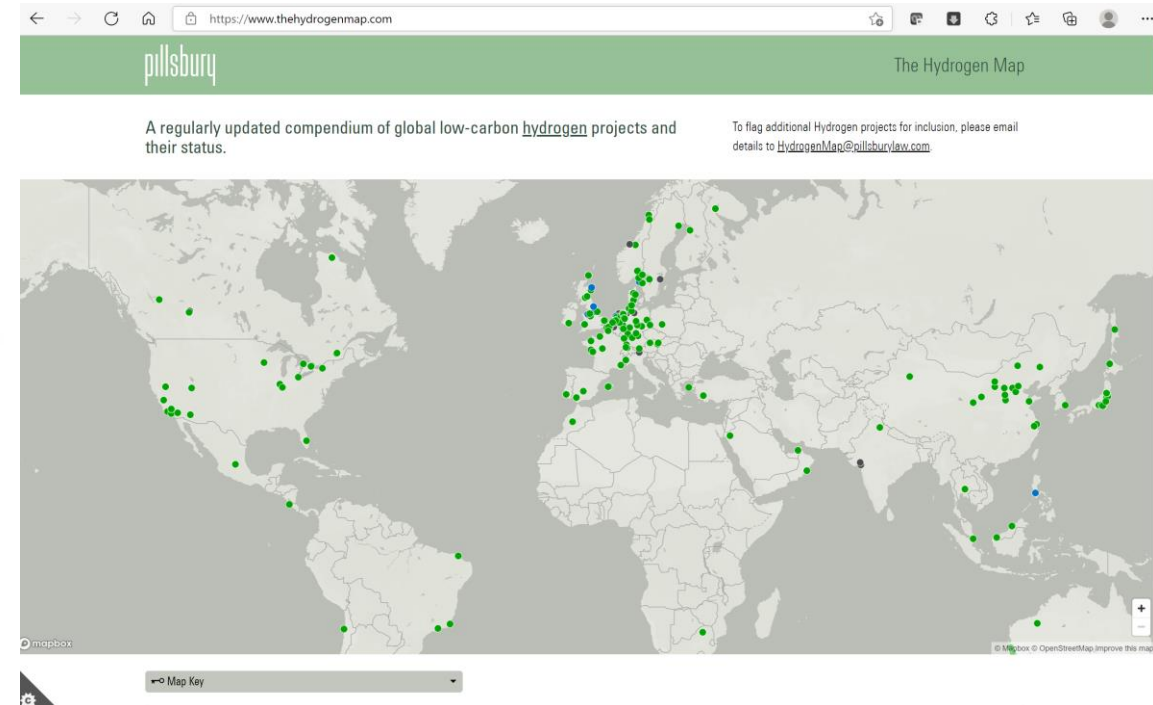 https://www.thehydrogenmap.com
pillsbury
The Hydrogen Map
A regularly updated compendium of global low-carbon hydrogen projects and
their status.
To flag additional Hydrogen projects for inclusion, please email
details to HydrogenMap@pillsburylaw.com.
mapbox
© Mapbox © OpenStreetMap Improve this map
Map Key